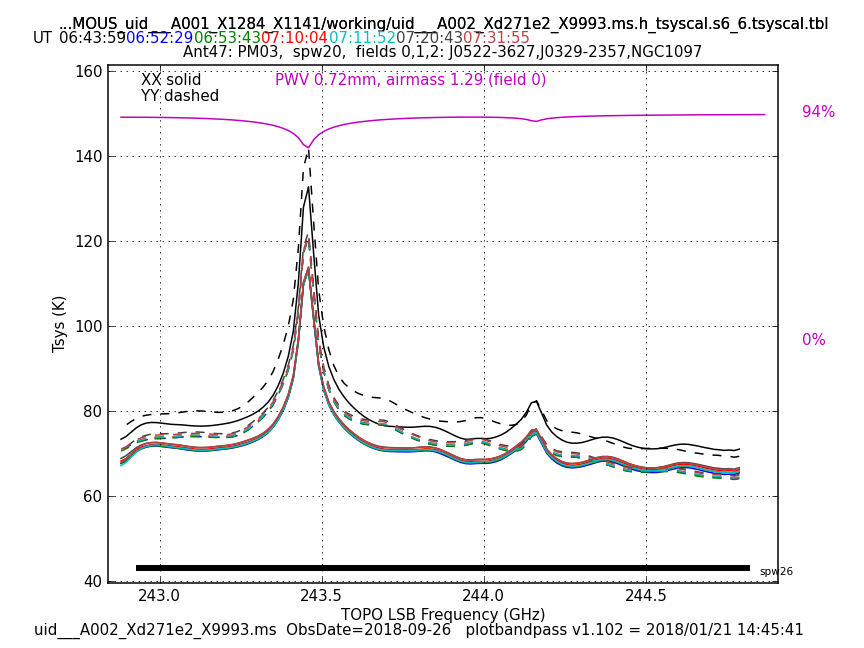 ...MOUS_uid___A001_X1284_X1141/working/uid___A002_Xd271e2_X9993.ms.h_tsyscal.s6_6.tsyscal.tbl
UT 06:43:59 06:52:29 06:53:43 07:10:04 07:11:52 07:20:43 07:31:55
Ant47: PM03,  spw20,  fields 0,1,2: J0522-3627,J0329-2357,NGC1097
XX solid
YY dashed
PWV 0.72mm, airmass 1.29 (field 0)
94%
0%
160
140
120
100
80
60
40
Tsys (K)
spw26
243.0 243.5 244.0 244.5
TOPO LSB Frequency (GHz)
uid___A002_Xd271e2_X9993.ms  ObsDate=2018-09-26   plotbandpass v1.102 = 2018/01/21 14:45:41